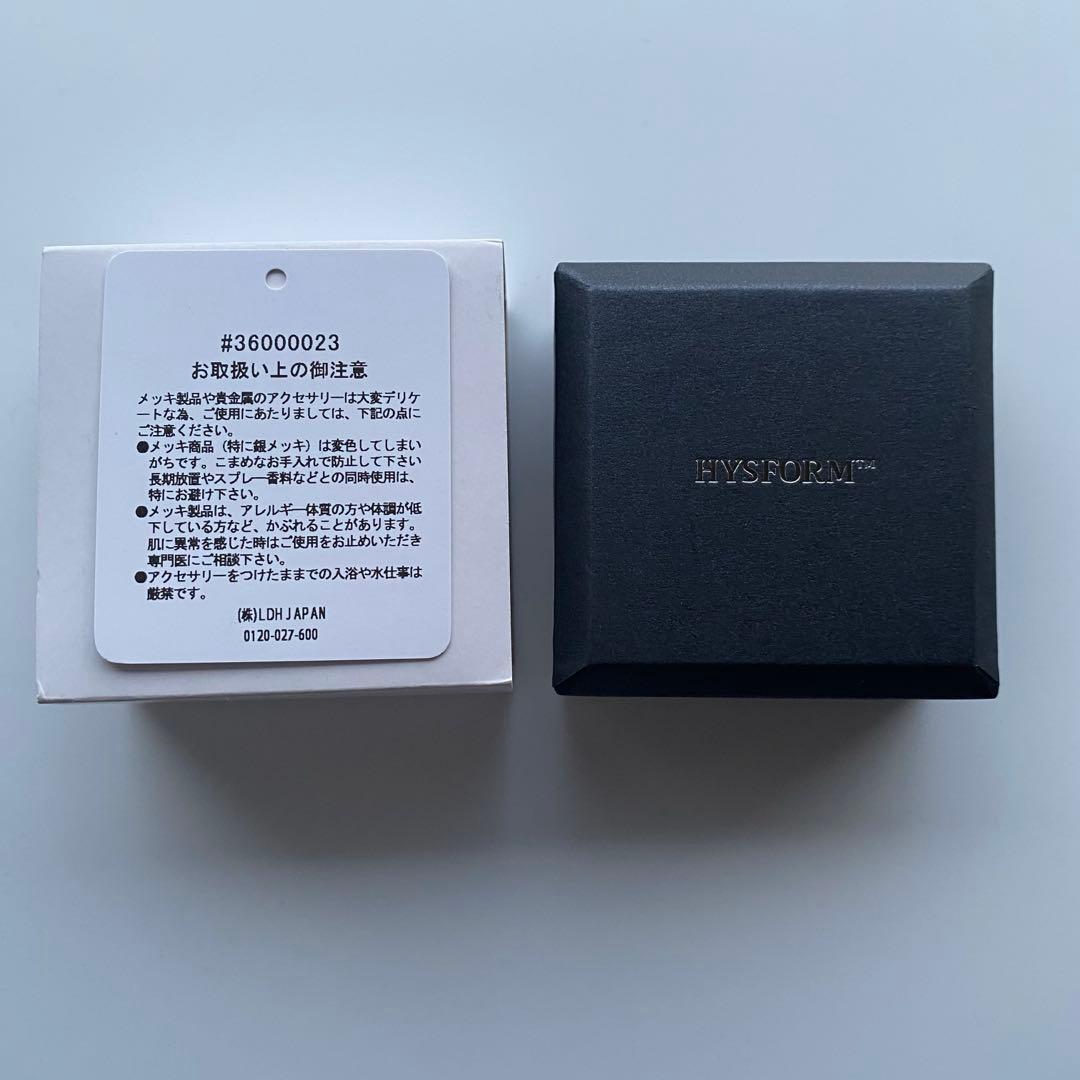 #36000023
お取扱い上の御注意
メッキ製品や貴金属のアクセサリーは大変デリケ
ートな為、ご使用にあたりましては、下記の点に
ご注意ください。
●メッキ商品（特に銀メッキ）は変色してしまい
がちです。こまめなお手入れで防止して下さい
長期放置やスプレー香料などとの同時使用は、
特にお避け下さい。
●メッキ製品は、アレルギー体質の方や体調が低
下している方など、かぶれることがあります。
肌に異常を感じた時はご使用をお止めいただき
専門医にご相談下さい。
●アクセサリーをつけたままでの入浴や水仕事は
厳禁です。
(株)LDH JAPAN
0120-027-600
HYSFORM™